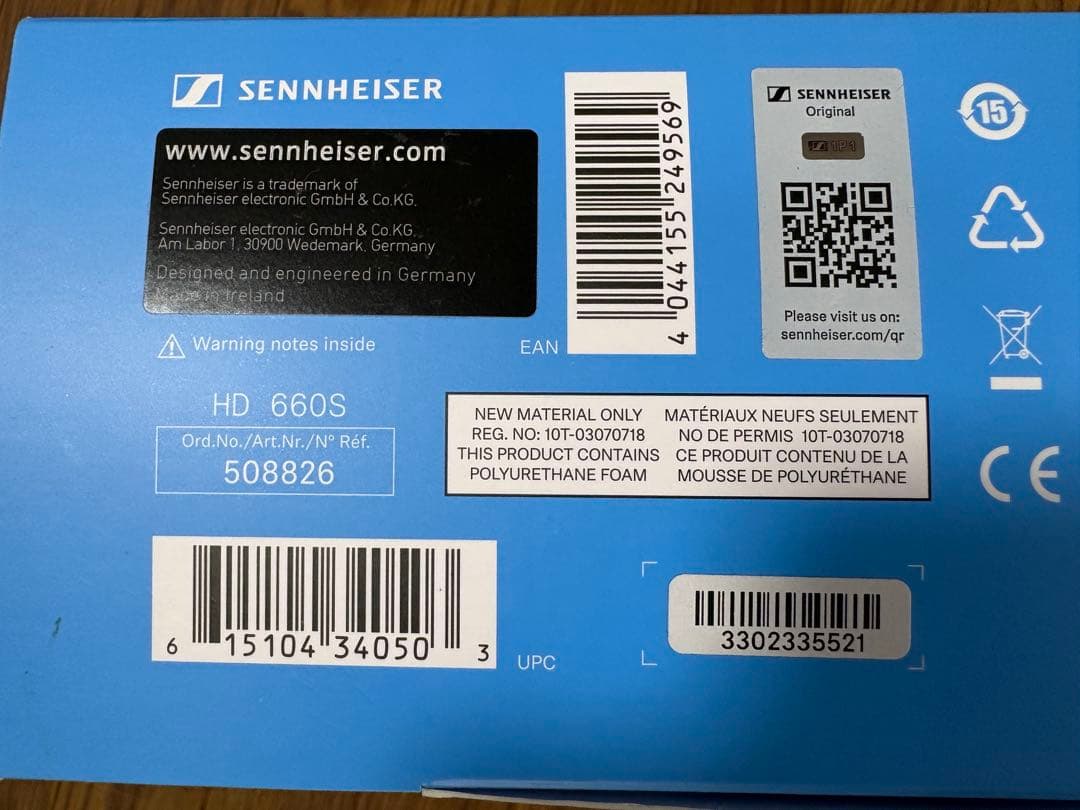 SENNHEISER
www.sennheiser.com
Sennheiser is a trademark of
Sennheiser electronic GmbH & Co.KG.
Sennheiser electronic GmbH & Co.KG.
Am Labor 1, 30900 Wedemark, Germany
Designed and engineered in Germany
Made in Ireland
Warning notes inside
EAN
4 044155 249569
SENNHEISER
Original
1P1
Please visit us on:
sennheiser.com/qr
15
HD 660S
Ord.No./Art.Nr./N° Réf.
508826
NEW MATERIAL ONLY
REG. NO: 10T-03070718
THIS PRODUCT CONTAINS
POLYURETHANE FOAM
MATÉRIAUX NEUFS SEULEMENT
NO DE PERMIS 10T-03070718
CE PRODUIT CONTENU DE LA
MOUSSE DE POLYURÉTHANE
CE
6 15104 34050 3
UPC
3302335521